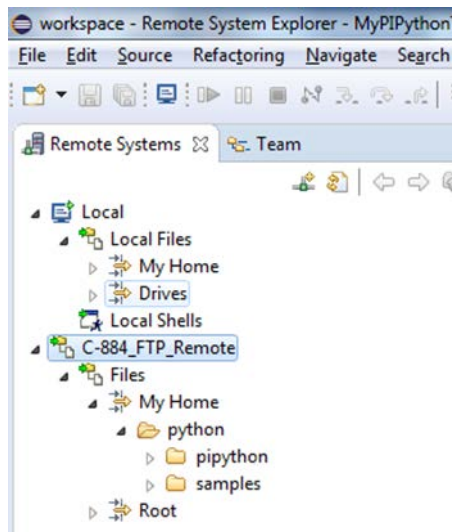 workspace - Remote System Explorer - MyPIPython
File Edit Source Refactoring Navigate Search
Remote Systems Team
Local
Local Files
My Home
Drives
Local Shells
C-884_FTP_Remote
Files
My Home
python
pipython
samples
Root